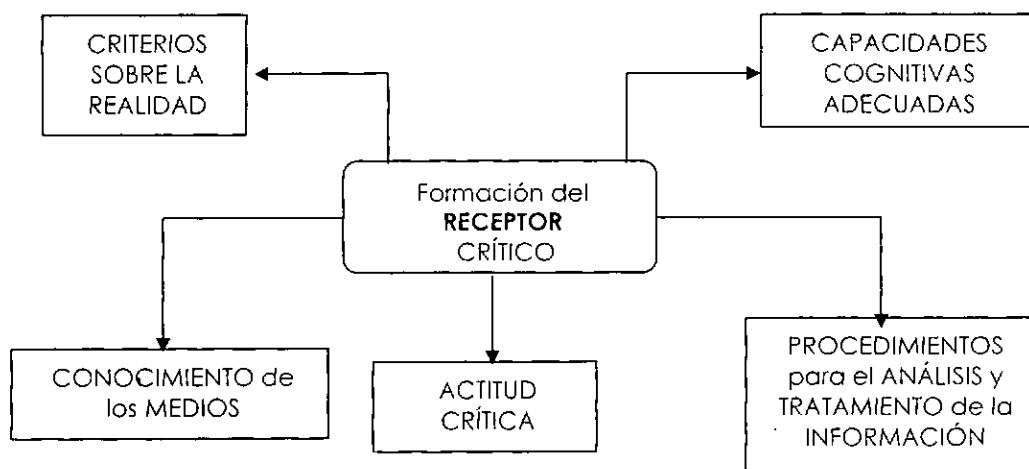 CRITERIOS
SOBRE LA
REALIDAD
CAPACIDADES
COGNITIVAS
ADECUADAS
Formación del
RECEPTOR
CRÍTICO
CONOCIMIENTO de
los MEDIOS
ACTITUD
CRÍTICA
PROCEDIMIENTOS
para el ANÁLISIS y
TRATAMIENTO de la
INFORMACIÓN